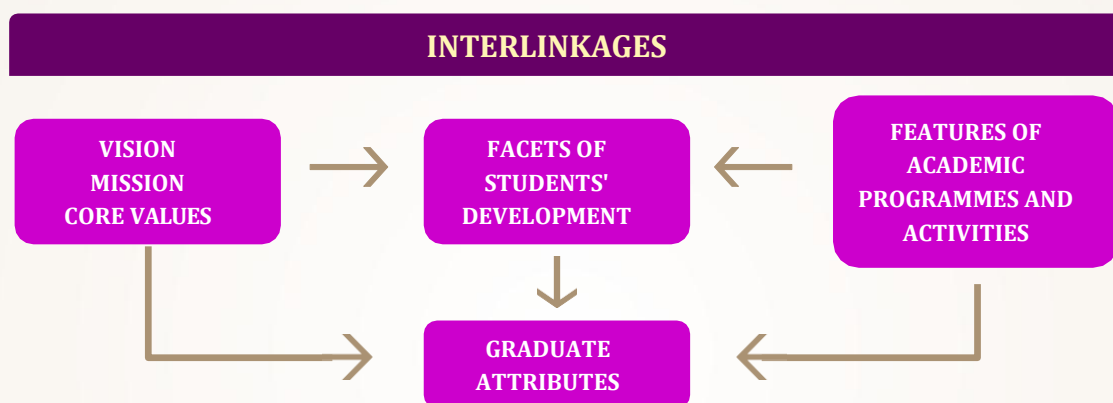 INTERLINKAGES
VISION
MISSION
CORE VALUES
FACETS OF
STUDENTS'
DEVELOPMENT
FEATURES OF
ACADEMIC
PROGRAMMES AND
ACTIVITIES
GRADUATE
ATTRIBUTES